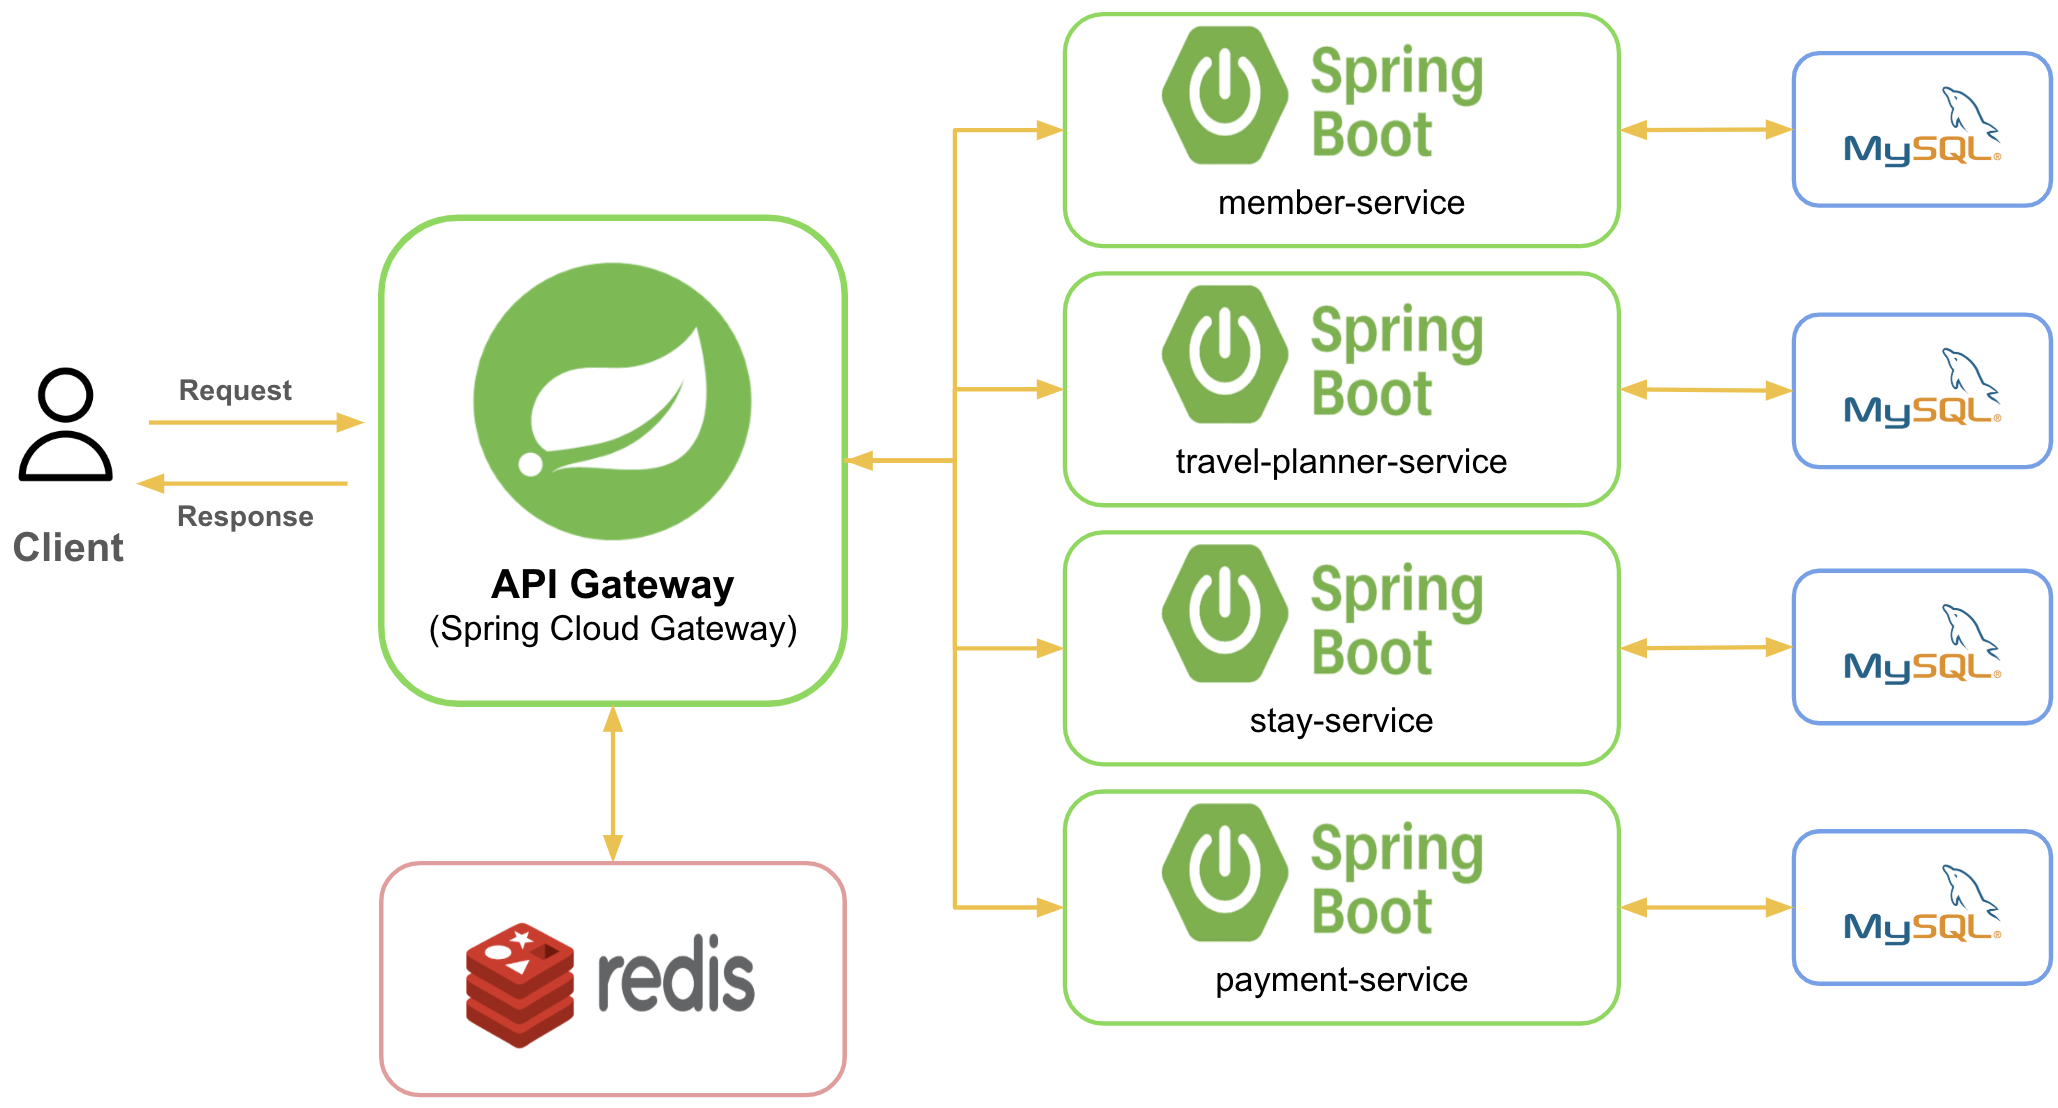 Client
Request
Response
API Gateway
(Spring Cloud Gateway)
redis
Spring
Boot
member-service
MySQL®
Spring
Boot
travel-planner-service
MySQL®
Spring
Boot
stay-service
MySQL®
Spring
Boot
payment-service
MySQL®